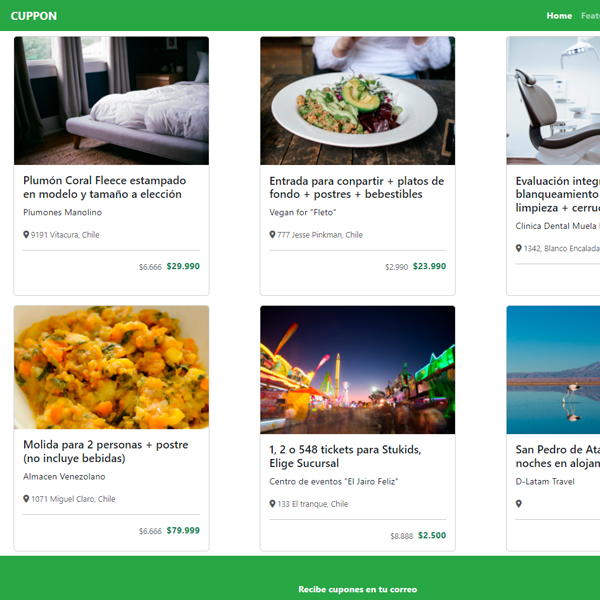 CUPPON
Home Featu
Plumón Coral Fleece estampado
en modelo y tamaño a elección
Plumones Manolino
9191 Vitacura, Chile
$6.666 $29.990
Entrada para conpartir + platos de
fondo + postres + bebestibles
Vegan for "Fleto"
777 Jesse Pinkman, Chile
$2.990 $23.990
Evaluación integ
blanqueamiento
limpieza + cerru
Clinica Dental Muela
1342, Blanco Encalada
Molida para 2 personas + postre
(no incluye bebidas)
Almacen Venezolano
1071 Miguel Claro, Chile
$6.666 $79.999
1, 2 o 548 tickets para Stukids,
Elige Sucursal
Centro de eventos "El Jairo Feliz"
133 El tranque, Chile
$8.888 $2.500
San Pedro de Ata
noches en alojam
D-Latam Travel
Recibe cupones en tu correo